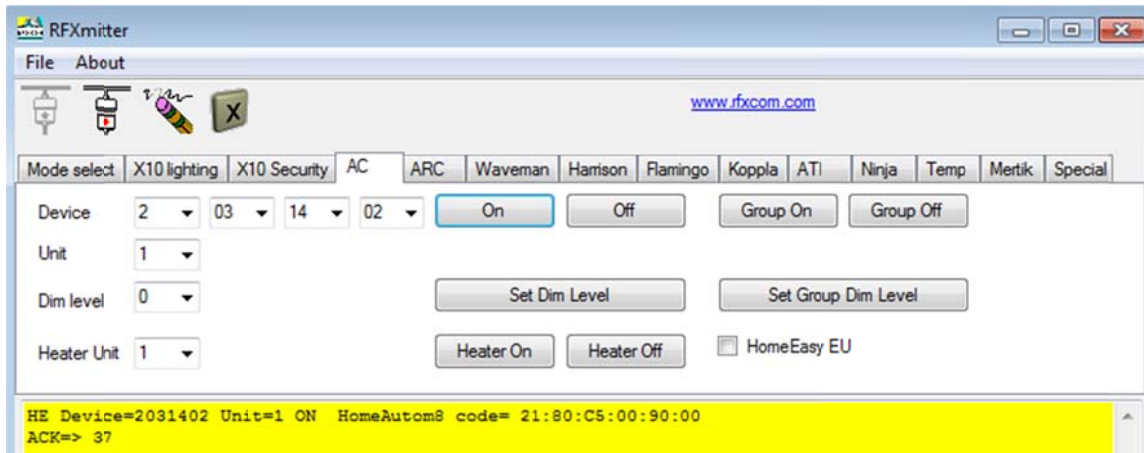 RFXmitter
File About
X
www.rfxcom.com
Mode select X10 lighting X10 Security AC ARC Waveman Harrison Flamingo Koppla ATI Ninja Temp Mertik Special
Device 2 03 14 02 On Off Group On Group Off
Unit 1
Dim level 0 Set Dim Level Set Group Dim Level
Heater Unit 1 Heater On Heater Off HomeEasy EU
HE Device=2031402 Unit=1 ON HomeAutom8 code= 21:80:C5:00:90:00
ACK=> 37